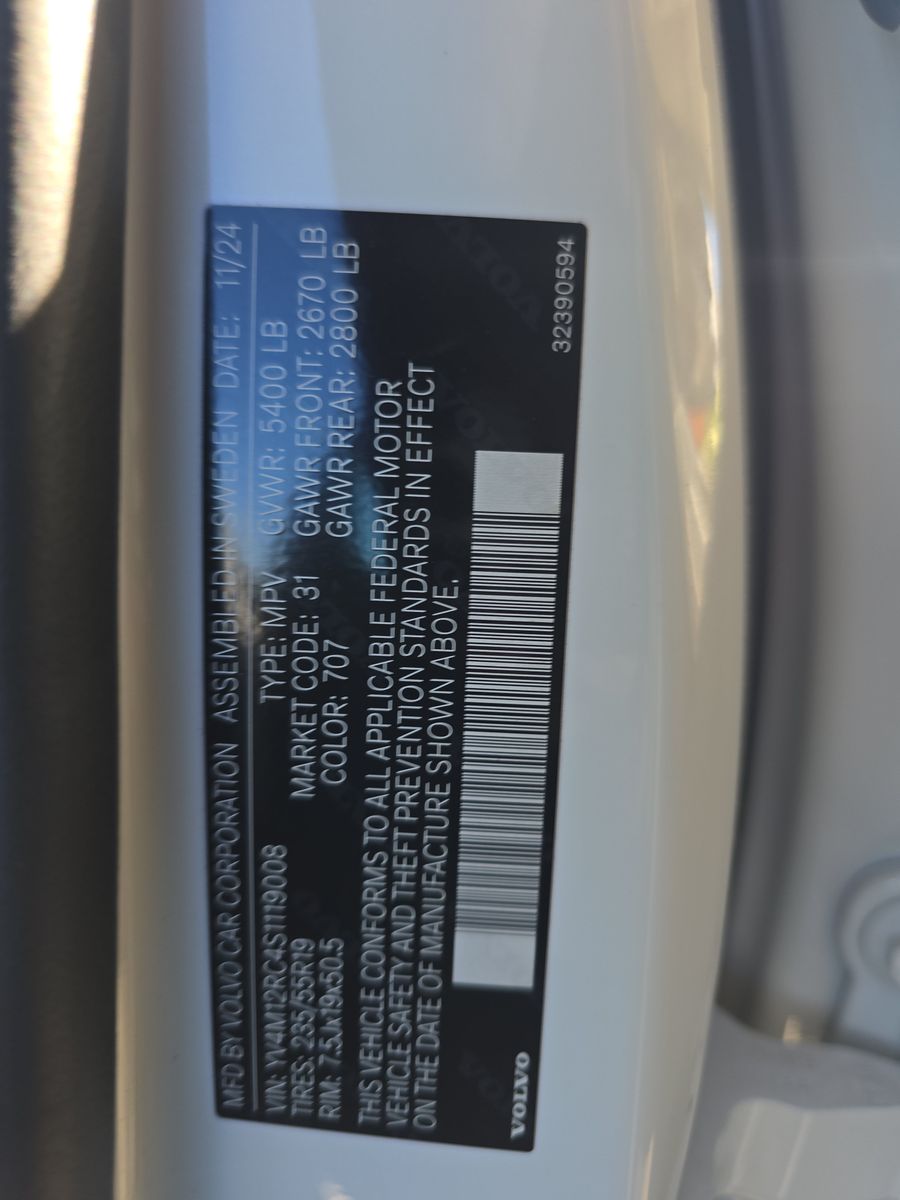 MFD BY VOLVO CAR CORPORATION ASSEMBLED IN SWEDEN DATE: 11/24
VIN: YV4M12RC4S1119008 TYPE: MPV GVWR: 5400 LB
TIRES: 235/55R19 MARKET CODE: 31 GAWR FRONT: 2670 LB
RIM: 7.5Jx19x50.5 COLOR: 707 GAWR REAR: 2800 LB
THIS VEHICLE CONFORMS TO ALL APPLICABLE FEDERAL MOTOR
VEHICLE SAFETY AND THEFT PREVENTION STANDARDS IN EFFECT
ON THE DATE OF MANUFACTURE SHOWN ABOVE.
VOLVO 32390594